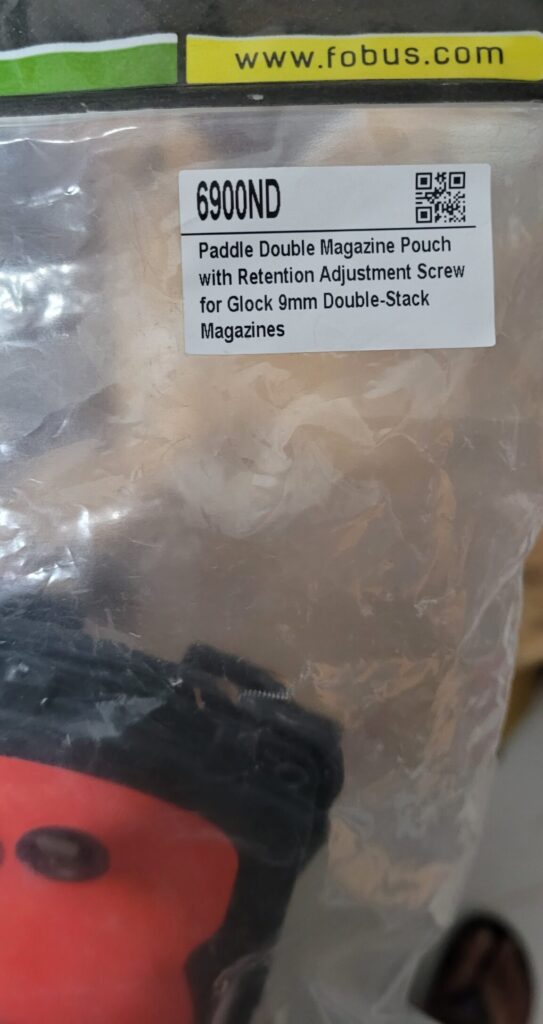 www.fobus.com
6900ND
Paddle Double Magazine Pouch
with Retention Adjustment Screw
for Glock 9mm Double-Stack
Magazines